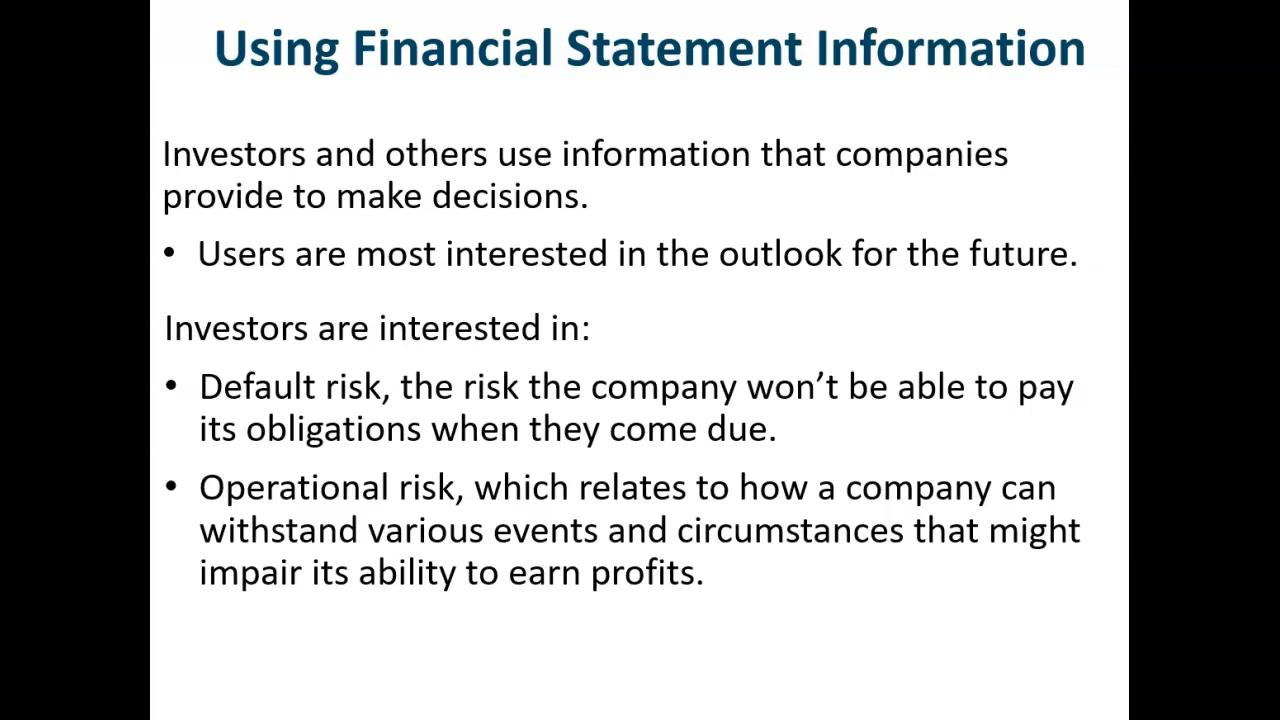 Using Financial Statement Information
Investors and others use information that companies
provide to make decisions.
• Users are most interested in the outlook for the future.
Investors are interested in:
• Default risk, the risk the company won’t be able to pay
its obligations when they come due.
• Operational risk, which relates to how a company can
withstand various events and circumstances that might
impair its ability to earn profits.